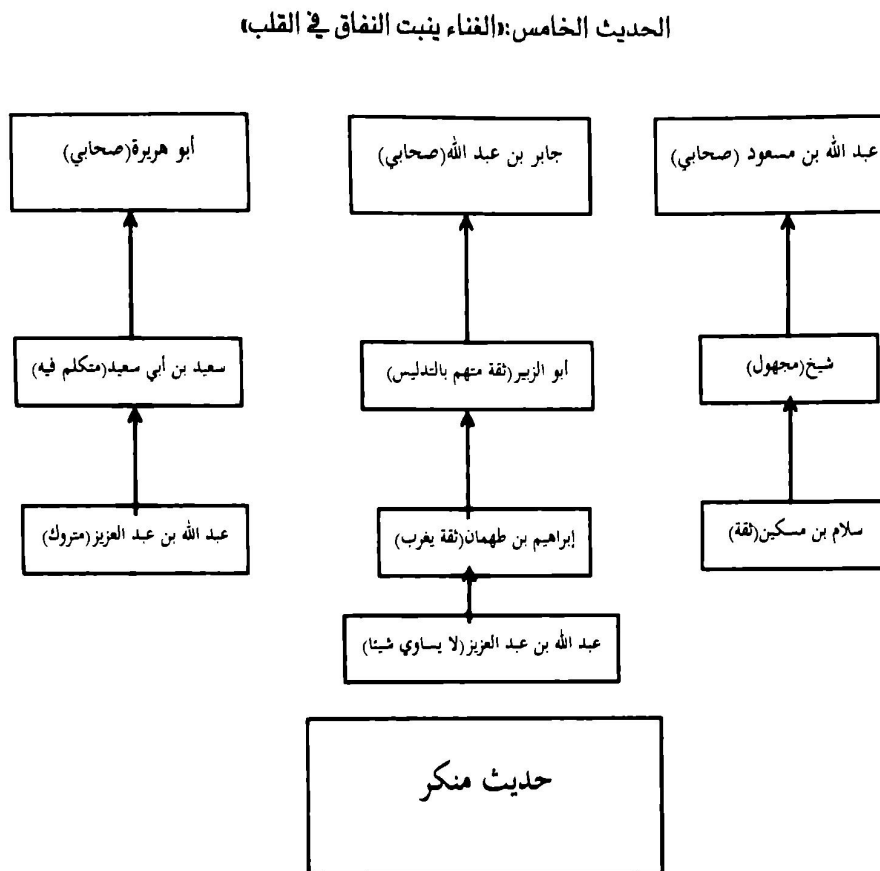 الحديث الخامس:«الغناء ينبت النفاق في القلب»
عبد الله بن مسعود (صحابي)
جابر بن عبد الله(صحابي)
أبو هريرة(صحابي)
شيخ(مجهول)
أبو الزبير(ثقة متهم بالتدليس)
سعيد بن أبي سعيد(متكلم فيه)
سلام بن مسكين(ثقة)
إبراهيم بن طهمان(ثقة يغرب)
عبد الله بن عبد العزيز(متروك)
عبد الله بن عبد العزيز(لا يساوي شيئا)
حديث منكر